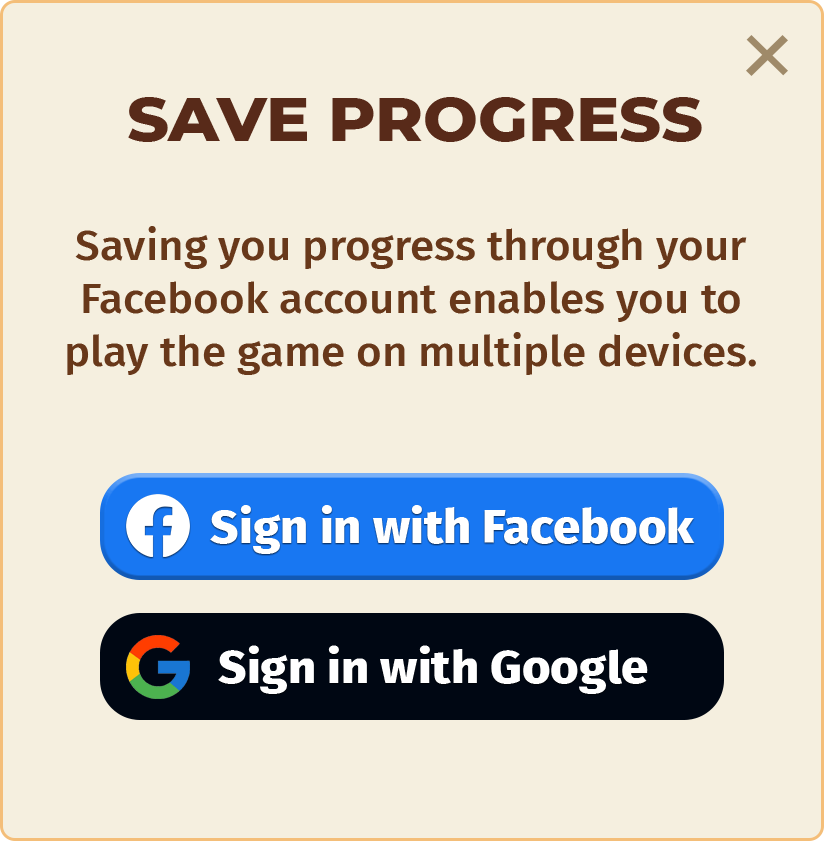 SAVE PROGRESS
Saving you progress through your
Facebook account enables you to
play the game on multiple devices.
Sign in with Facebook
Sign in with Google